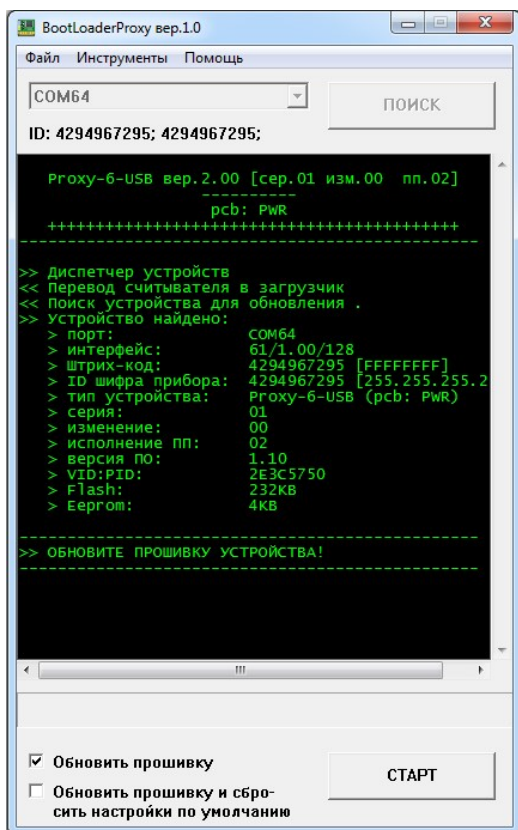 BootLoaderProxy вер.1.0
Файл Инструменты Помощь
COM64
ПОИСК
ID: 4294967295; 4294967295;
Proxy-6-USB вер.2.00 [сер.01 изм.00 пп.02]
----------
pcb: PWR
++++++++++++++++++++++++++++++++++++++++++
------------------------------------------------
>> Диспетчер устройств
<< Перевод считывателя в загрузчик
<< Поиск устройства для обновления .
>> Устройство найдено:
> порт: COM64
> интерфейс: 61/1.00/128
> Штрих-код: 4294967295 [FFFFFFFF]
> ID шифра прибора: 4294967295 [255.255.255.2
> тип устройства: Proxy-6-USB (pcb: PWR)
> серия: 01
> изменение: 00
> исполнение ПП: 02
> версия ПО: 1.10
> VID:PID: 2E3C5750
> Flash: 232KB
> Eeprom: 4KB
------------------------------------------------
>> ОБНОВИТЕ ПРОШИВКУ УСТРОЙСТВА!
------------------------------------------------
Обновить прошивку
Обновить прошивку и сбро-
сить настройки по умолчанию
СТАРТ